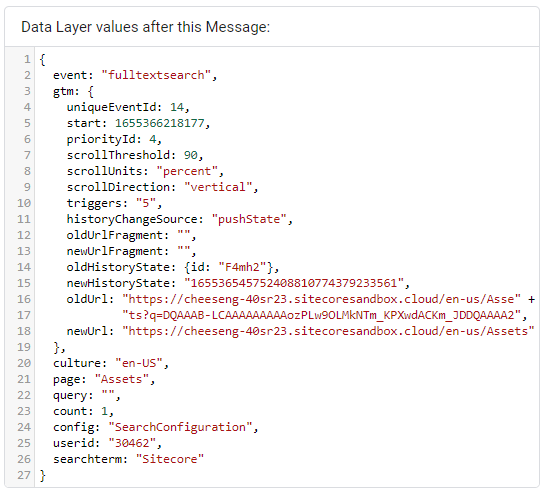 Data Layer values after this Message:
1 {
2 event: "fulltextsearch",
3 gtm: {
4 uniqueEventId: 14,
5 start: 1655366218177,
6 priorityId: 4,
7 scrollThreshold: 90,
8 scrollUnits: "percent",
9 scrollDirection: "vertical",
10 triggers: "5",
11 historyChangeSource: "pushState",
12 oldUrlFragment: "",
13 newUrlFragment: "",
14 oldHistoryState: {id: "F4mh2"},
15 newHistoryState: "1655365457524088107743792335​61",
16 oldUrl: "https://cheeseng-40sr23.sitecoresandbox.cloud/en-us/Asse" +
17 "ts?q=DQAAAB-LCAAAAAAAAAozPLw9OLMkNTm_KPXwdACKm_JDDQAAAA2",
18 newUrl: "https://cheeseng-40sr23.sitecoresandbox.cloud/en-us/Assets"
19 },
20 culture: "en-US",
21 page: "Assets",
22 query: "",
23 count: 1,
24 config: "SearchConfiguration",
25 userid: "30462",
26 searchterm: "Sitecore"
27 }